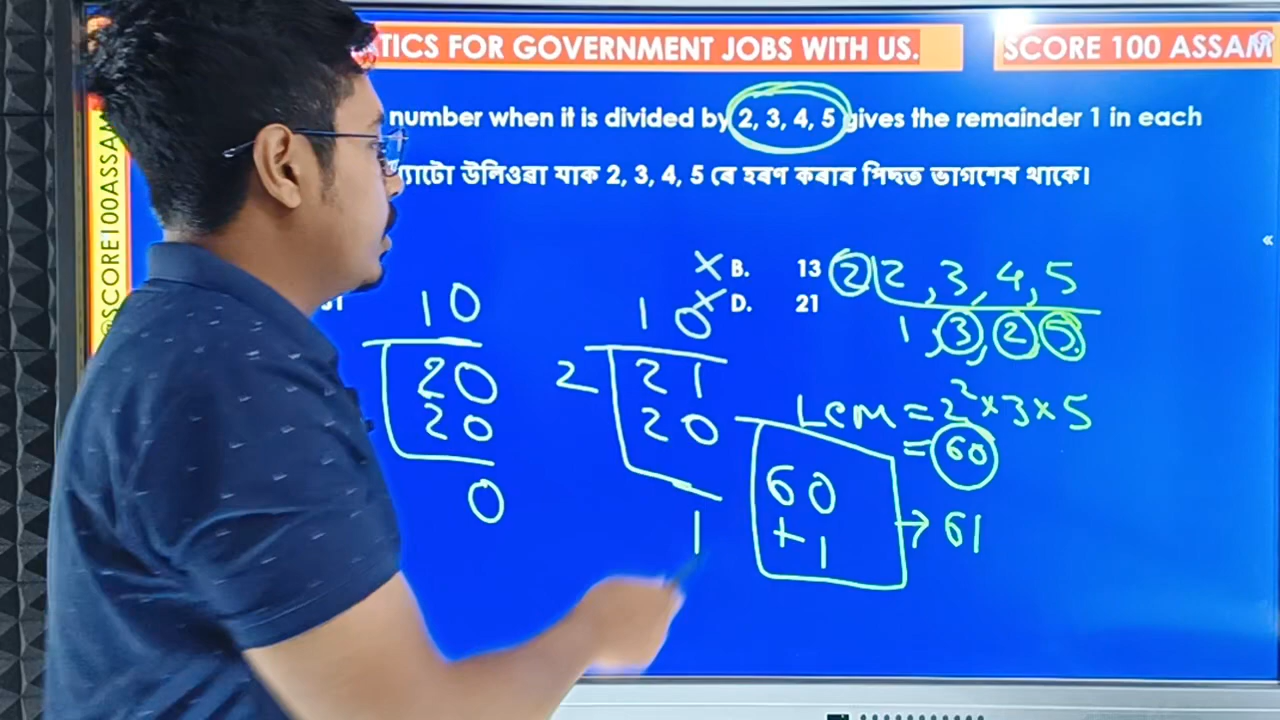 TICS FOR GOVERNMENT JOBS WITH US.
SCORE 100 ASSAM
@SCORE100ASSAM
number when it is divided by 2, 3, 4, 5 gives the remainder 1 in each
উলিওৱা যাক 2, 3, 4, 5 ৰে হৰণ কৰাৰ পিছত ভাগশেষ থাকে।
× B. 13
× D. 21
10
20
20
0
10
2 21
20
1
2 2, 3, 4, 5
1, 3, 2, 5
LCM = 2² × 3 × 5
= 60
60
+ 1
→ 61